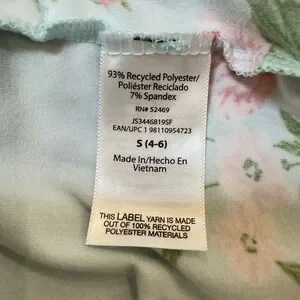 93% Recycled Polyester/
Poliéster Reciclado
7% Spandex
RN# 52469
JS3446819SF
EAN/UPC 1 98110954723
S (4-6)
Made In/Hecho En
Vietnam
THIS LABEL YARN IS MADE
OUT OF 100% RECYCLED
POLYESTER MATERIALS